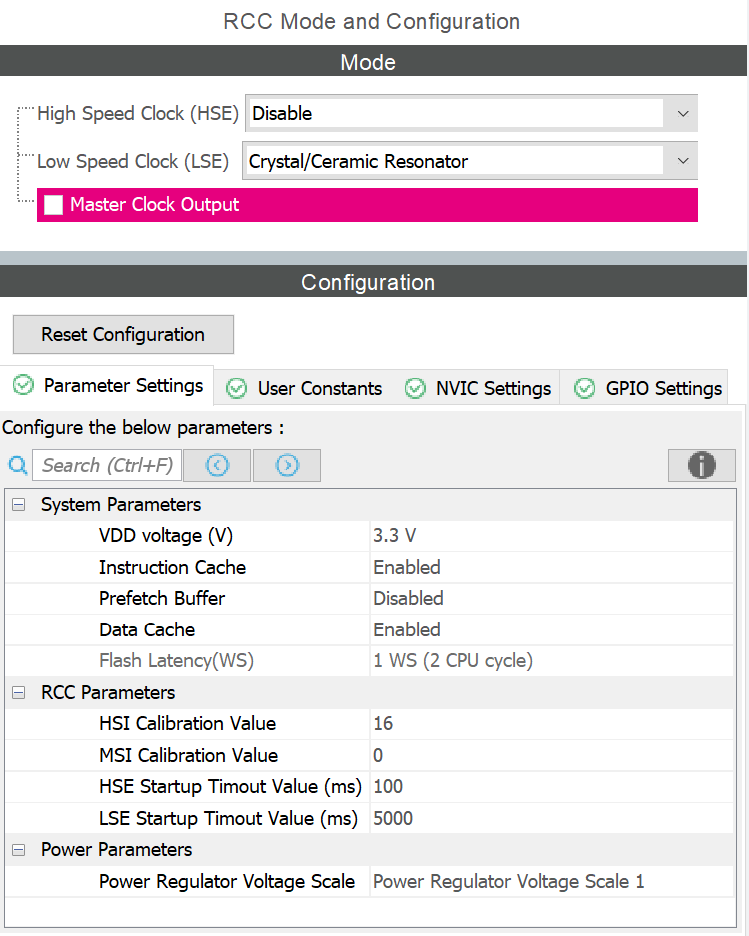 RCC Mode and Configuration
Mode
High Speed Clock (HSE) Disable
Low Speed Clock (LSE) Crystal/Ceramic Resonator
Master Clock Output
Configuration
Reset Configuration
Parameter Settings User Constants NVIC Settings GPIO Settings
Configure the below parameters :
Search (Ctrl+F)
System Parameters
VDD voltage (V) 3.3 V
Instruction Cache Enabled
Prefetch Buffer Disabled
Data Cache Enabled
Flash Latency(WS) 1 WS (2 CPU cycle)
RCC Parameters
HSI Calibration Value 16
MSI Calibration Value 0
HSE Startup Timout Value (ms) 100
LSE Startup Timout Value (ms) 5000
Power Parameters
Power Regulator Voltage Scale Power Regulator Voltage Scale 1